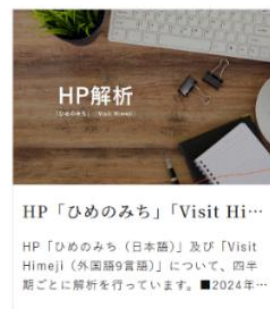 HP解析
「ひめのみち」「Visit Himeji」
HP「ひめのみち」「Visit Hi…
HP「ひめのみち（日本語）」及び「Visit
Himeji（外国語9言語）」について、四半
期ごとに解析を行っています。■2024年…